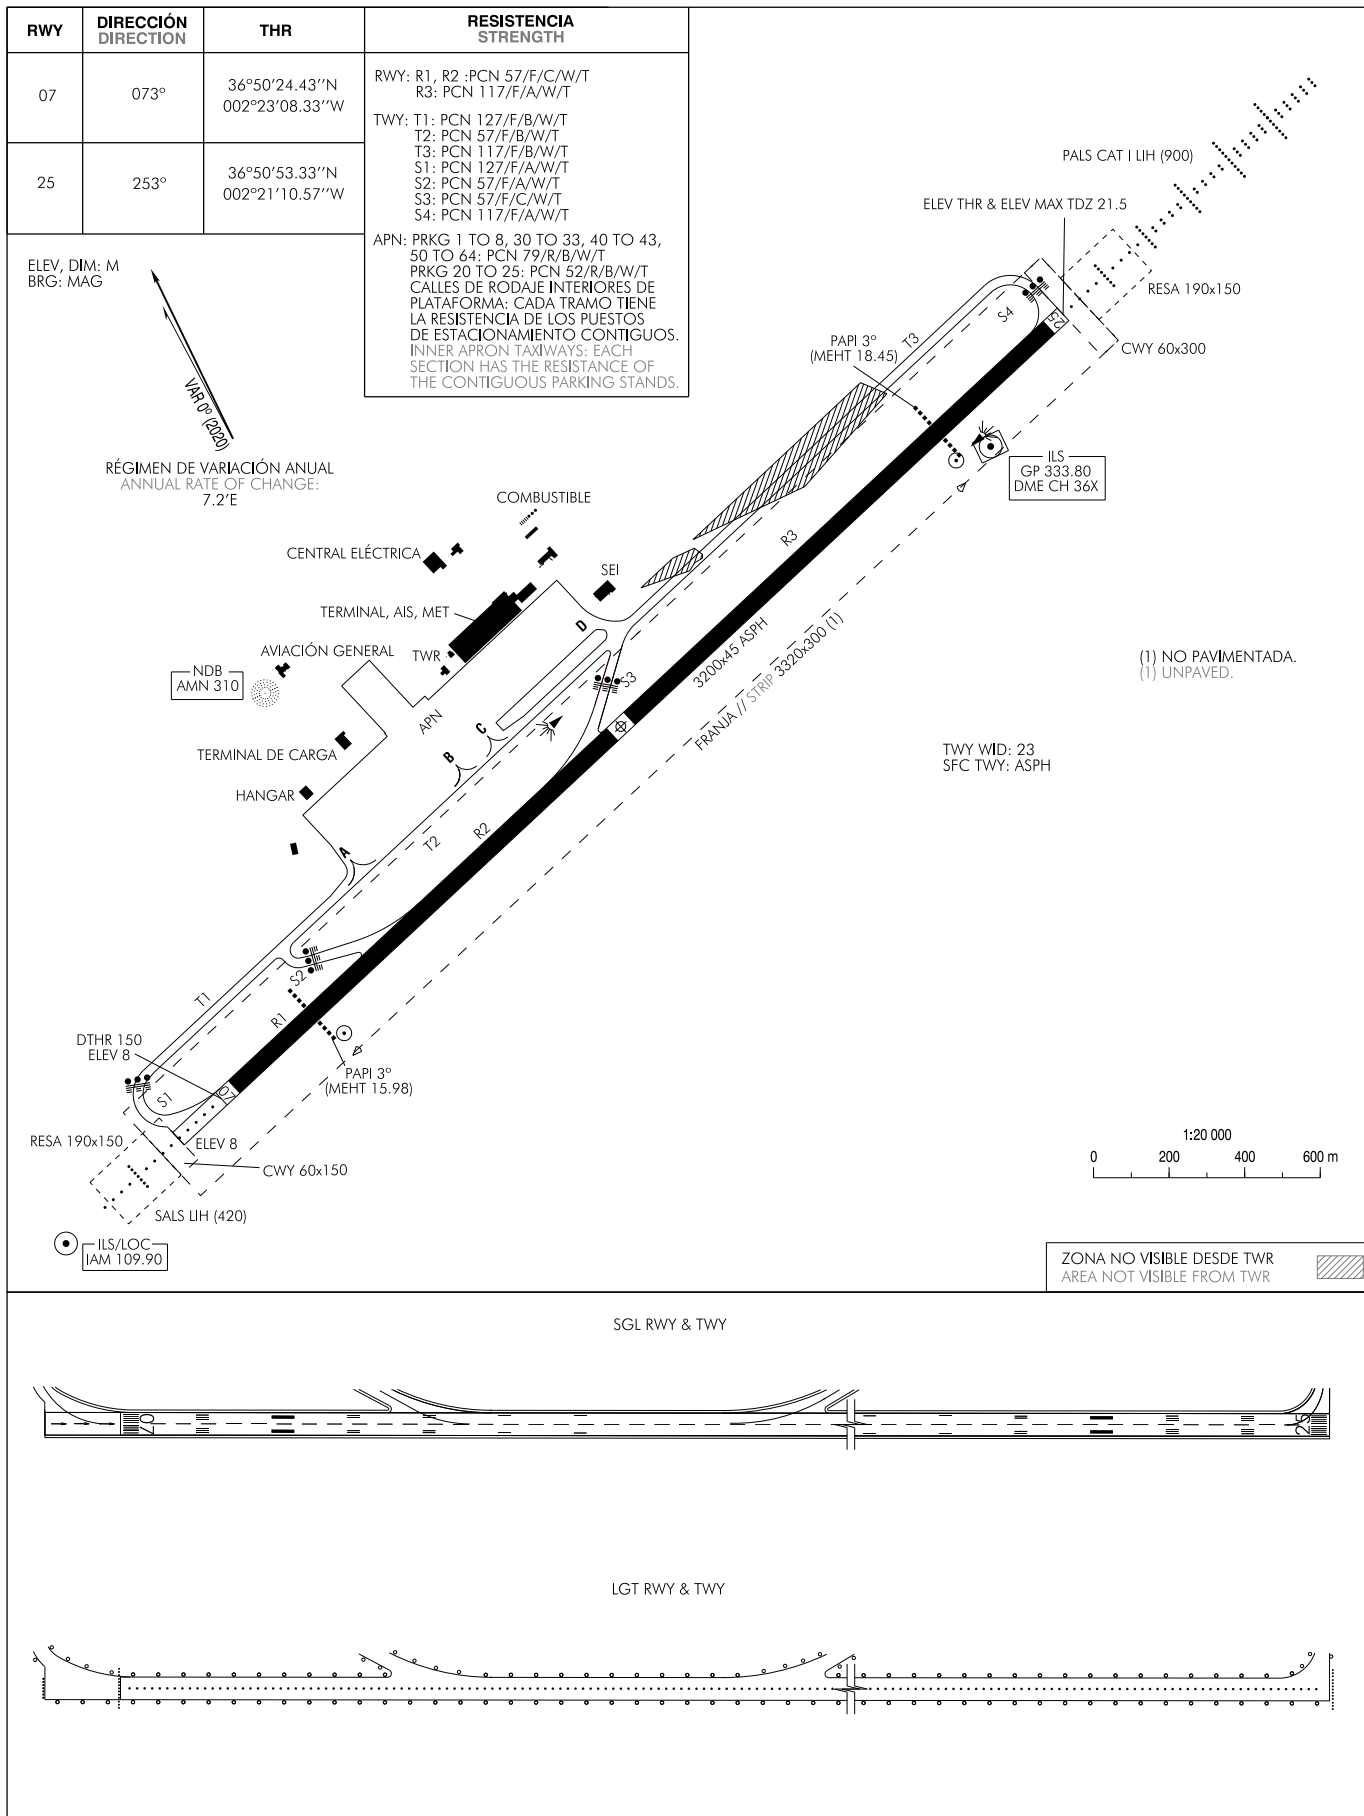 RWY
DIRECCIÓN
DIRECTION
THR
RESISTENCIA
STRENGTH
07
073°
36°50'24.43''N
002°23'08.33''W
25
253°
36°50'53.33''N
002°21'10.57''W
RWY: R1, R2 :PCN 57/F/C/W/T
R3: PCN 117/F/A/W/T
TWY: T1: PCN 127/F/B/W/T
T2: PCN 57/F/B/W/T
T3: PCN 117/F/B/W/T
S1: PCN 127/F/A/W/T
S2: PCN 57/F/A/W/T
S3: PCN 57/F/C/W/T
S4: PCN 117/F/A/W/T
APN: PRKG 1 TO 8, 30 TO 33, 40 TO 43,
50 TO 64: PCN 79/R/B/W/T
PRKG 20 TO 25: PCN 52/R/B/W/T
CALLES DE RODAJE INTERIORES DE
PLATAFORMA: CADA TRAMO TIENE
LA RESISTENCIA DE LOS PUESTOS
DE ESTACIONAMIENTO CONTIGUOS.
INNER APRON TAXIWAYS: EACH
SECTION HAS THE RESISTANCE OF
THE CONTIGUOUS PARKING STANDS.
ELEV, DIM: M
BRG: MAG
VAR 0° (2020)
RÉGIMEN DE VARIACIÓN ANUAL
ANNUAL RATE OF CHANGE:
7.2'E
PALS CAT I LIH (900)
ELEV THR & ELEV MAX TDZ 21.5
RESA 190x150
CWY 60x300
S4
25
T3
PAPI 3°
(MEHT 18.45)
ILS
GP 333.80
DME CH 36X
COMBUSTIBLE
CENTRAL ELÉCTRICA
SEI
R3
TERMINAL, AIS, MET
D
AVIACIÓN GENERAL
TWR
NDB
AMN 310
S3
3200x45 ASPH
FRANJA // STRIP 3320x300 (1)
(1) NO PAVIMENTADA.
(1) UNPAVED.
APN
C
B
TERMINAL DE CARGA
TWY WID: 23
SFC TWY: ASPH
HANGAR
A
T2
R2
S2
T1
R1
DTHR 150
ELEV 8
PAPI 3°
(MEHT 15.98)
07
S1
RESA 190x150
ELEV 8
CWY 60x150
SALS LIH (420)
ILS/LOC
IAM 109.90
1:20 000
0 200 400 600 m
ZONA NO VISIBLE DESDE TWR
AREA NOT VISIBLE FROM TWR
SGL RWY & TWY
07
25
LGT RWY & TWY